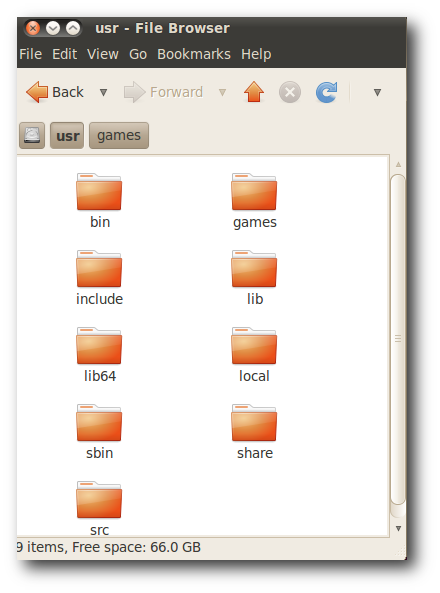 usr - File Browser
File Edit View Go Bookmarks Help
Back Forward
usr games
bin games
include lib
lib64 local
sbin share
src
9 items, Free space: 66.0 GB